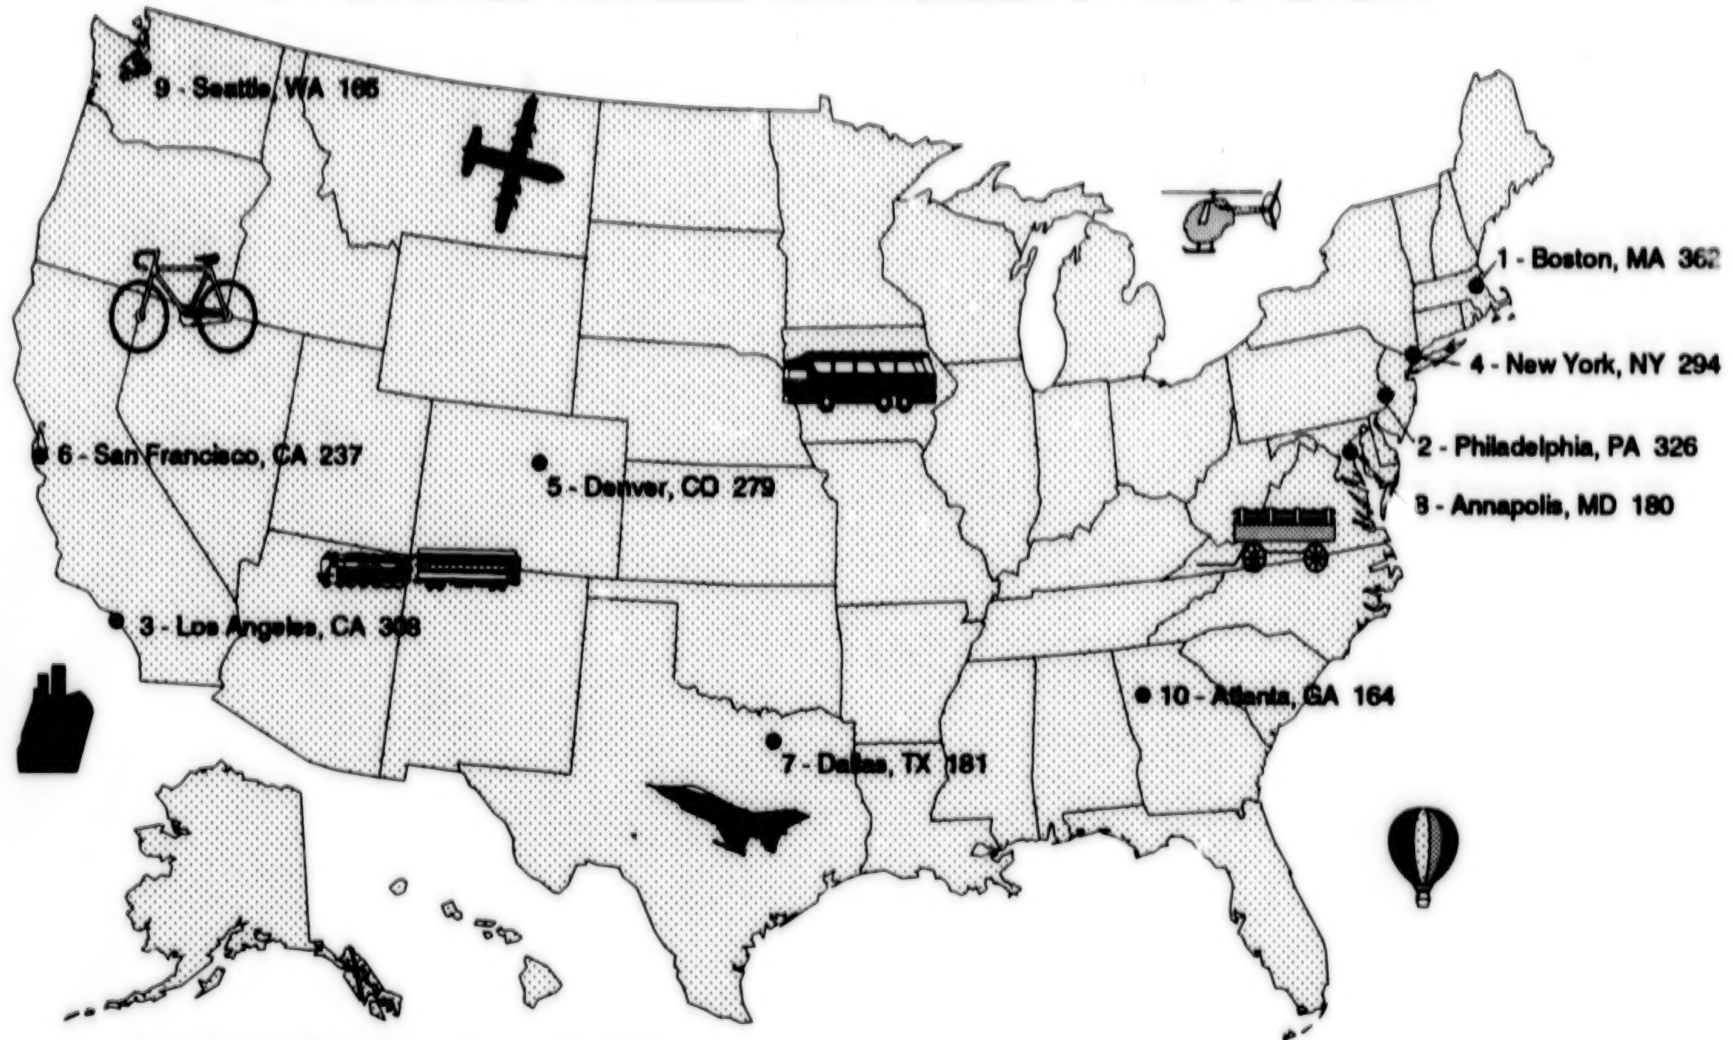 9 - Seattle, WA 165
1 - Boston, MA 362
4 - New York, NY 294
2 - Philadelphia, PA 326
6 - San Francisco, CA 237
5 - Denver, CO 279
8 - Annapolis, MD 180
3 - Los Angeles, CA 308
10 - Atlanta, GA 164
7 - Dallas, TX 181